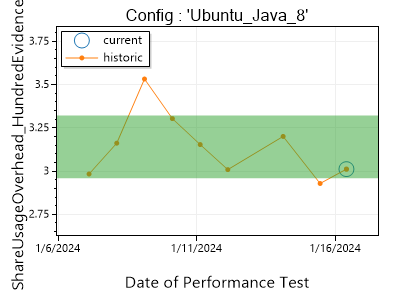 Config : 'Ubuntu_Java_8'
ShareUsageOverhead_HundredEvidence
current
historic
3.75
3.5
3.25
3
2.75
1/6/2024
1/11/2024
1/16/2024
Date of Performance Test